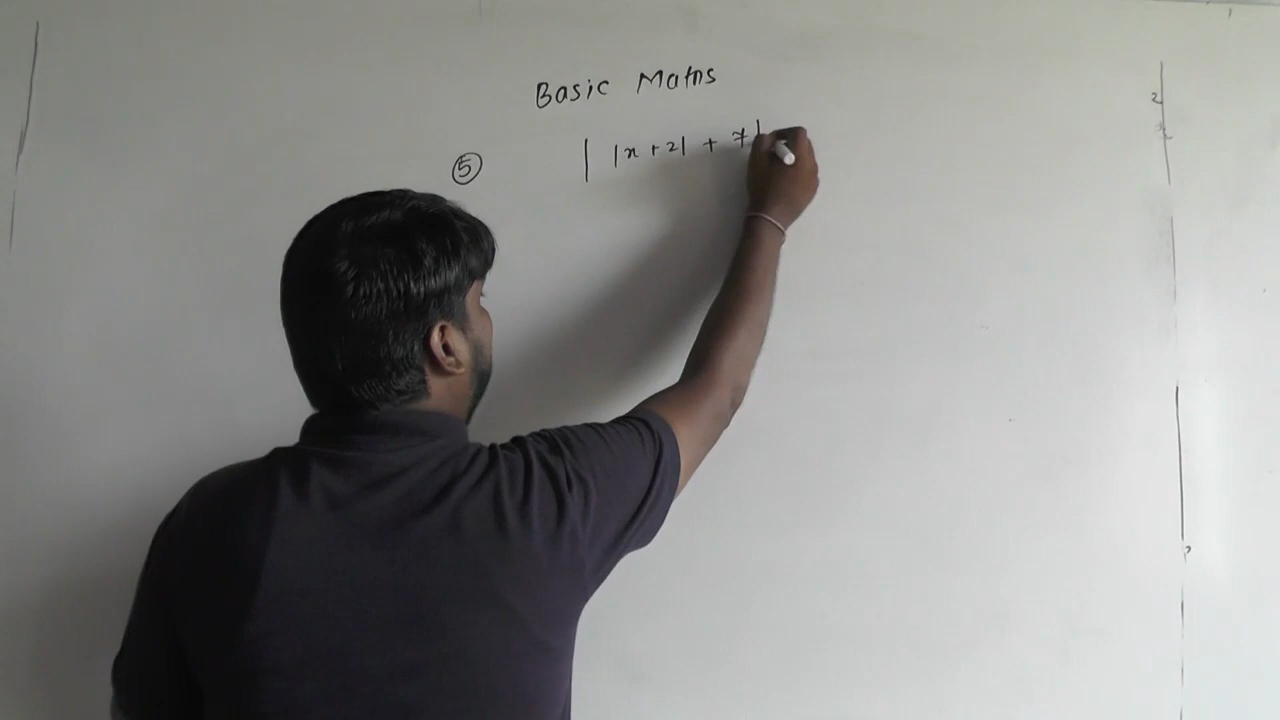 Basic Maths
⑤ | |x + 2| + 7|